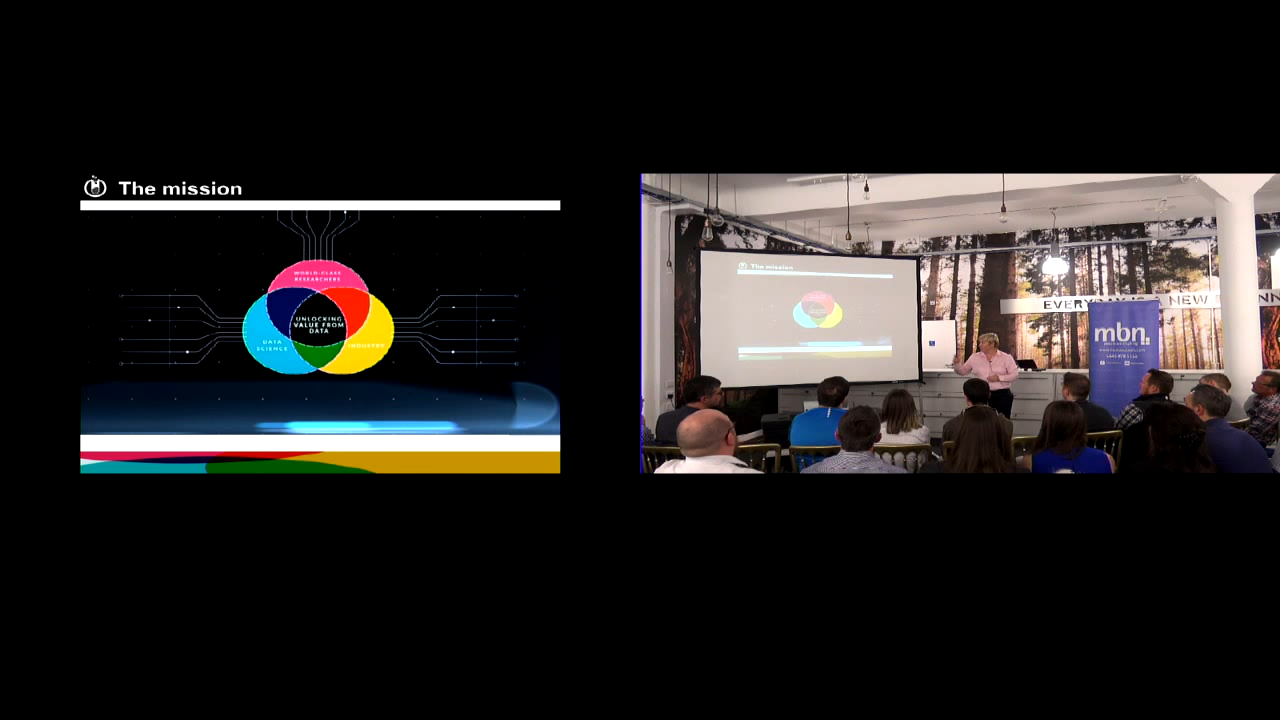 The mission
WORLD-CLASS
RESEARCHERS
UNLOCKING
VALUE FROM
DATA
DATA
SCIENCE
INDUSTRY
The mission
EVERY
NEW
mbn